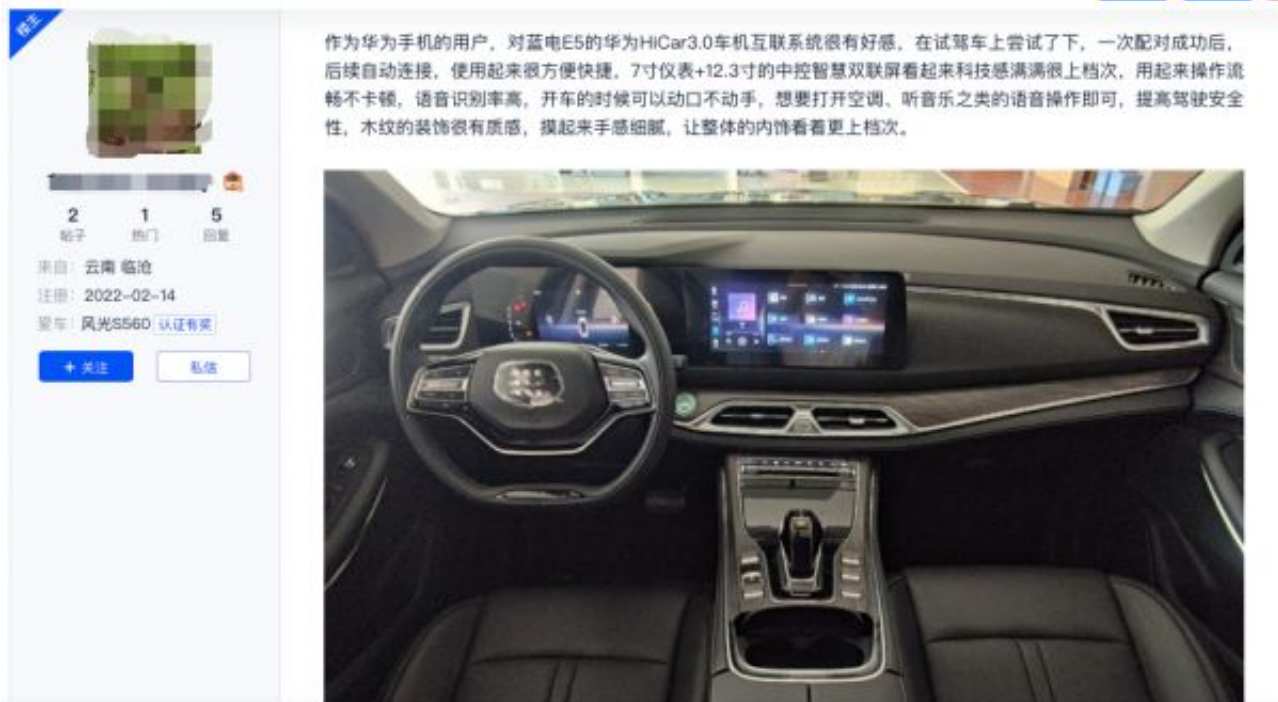 楼主
作为华为手机的用户，对蓝电E5的华为HiCar3.0车机互联系统很有好感，在试驾车上尝试了下，一次配对成功后，
后续自动连接，使用起来很方便快捷，7寸仪表+12.3寸的中控智慧双联屏看起来科技感满满很上档次，用起来操作流
畅不卡顿，语音识别率高，开车的时候可以动口不动手，想要打开空调、听音乐之类的语音操作即可，提高驾驶安全
性，木纹的装饰很有质感，摸起来手感细腻，让整体的内饰看着更上档次。
2 1 5
帖子 热门 回复
来自：云南 临沧
注册：2022-02-14
爱车：风光S560 认证有奖
+ 关注 私信